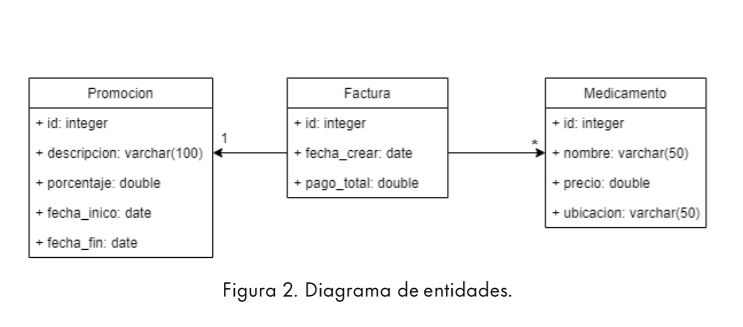 Promocion
+ id: integer
+ descripcion: varchar(100)
+ porcentaje: double
+ fecha_inico: date
+ fecha_fin: date
1
Factura
+ id: integer
+ fecha_crear: date
+ pago_total: double
*
Medicamento
+ id: integer
+ nombre: varchar(50)
+ precio: double
+ ubicacion: varchar(50)
Figura 2. Diagrama de entidades.